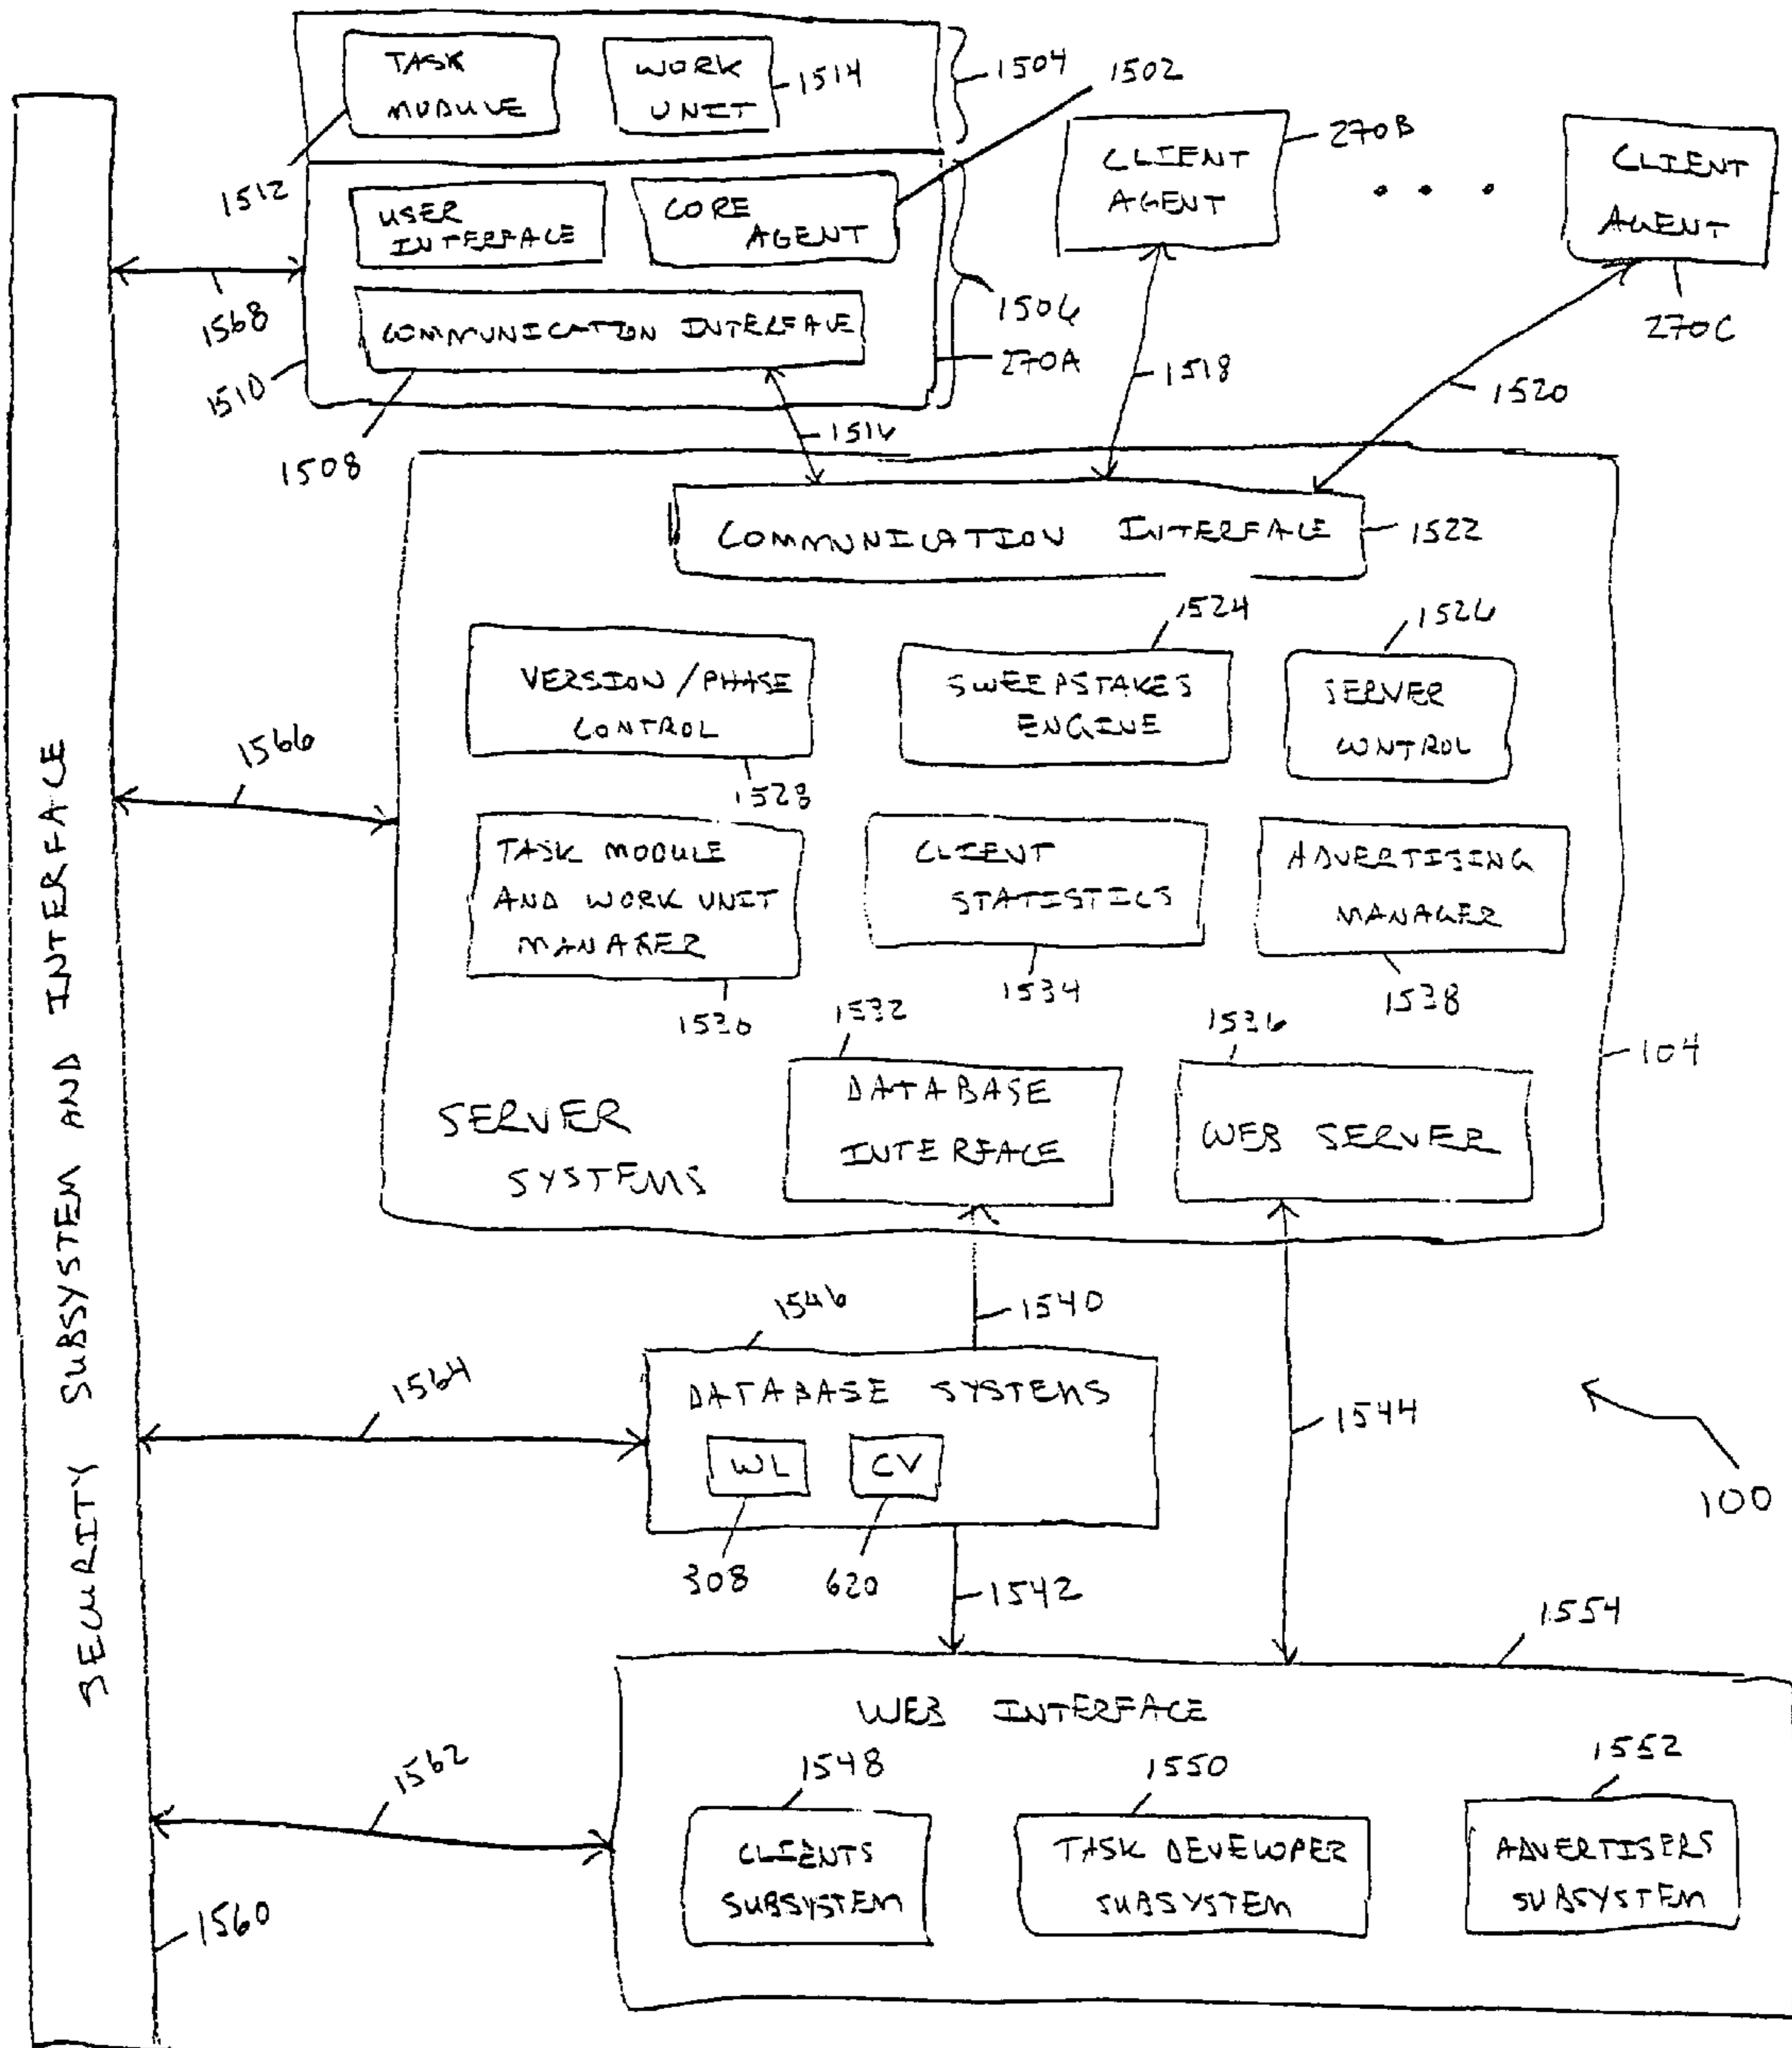 TASK
MODULE
WORK
UNIT
1514
1504
1502
1512
USER
INTERFACE
CORE
AGENT
COMMUNICATION INTERFACE
1506
270A
1568
1510
1508
CLIENT
AGENT
270B
CLIENT
AGENT
270C
1516
1518
1520
COMMUNICATION INTERFACE
1522
VERSION/PHASE
CONTROL
1528
SWEEPSTAKES
ENGINE
1524
SERVER
CONTROL
1526
1566
TASK MODULE
AND WORK UNIT
MANAGER
1530
CLIENT
STATISTICS
1534
ADVERTISING
MANAGER
1538
SERVER
SYSTEMS
1532
DATABASE
INTERFACE
1536
WEB SERVER
104
SECURITY SUBSYSTEM AND INTERFACE
1546
1540
1564
DATABASE SYSTEMS
WL
CV
308
620
1544
100
1542
1554
WEB INTERFACE
1562
1548
CLIENTS
SUBSYSTEM
1550
TASK DEVELOPER
SUBSYSTEM
1552
ADVERTISERS
SUBSYSTEM
1560